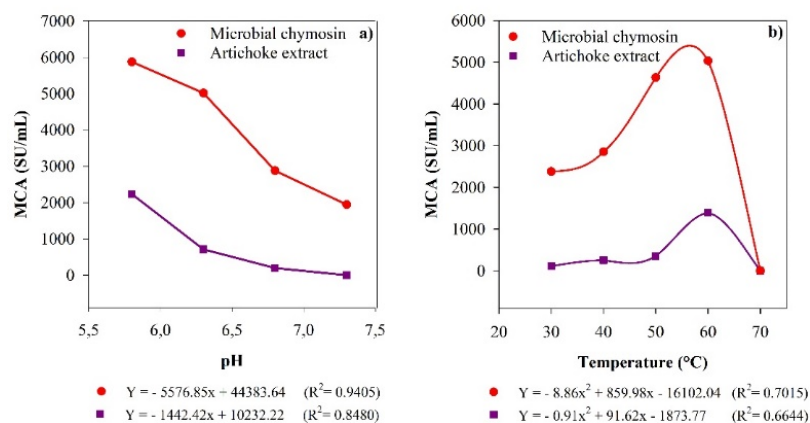 7000
6000
5000
4000
3000
2000
1000
0
MCA (SU/mL)
Microbial chymosin
Artichoke extract
a)
5,5 6,0 6,5 7,0 7,5
pH
Y = - 5576.85x + 44383.64 (R²= 0.9405)
Y = - 1442.42x + 10232.22 (R²= 0.8480)
6000
5000
4000
3000
2000
1000
0
MCA (SU/mL)
Microbial chymosin
Artichoke extract
b)
20 30 40 50 60 70
Temperature (°C)
Y = - 8.86x² + 859.98x - 16102.04 (R²= 0.7015)
Y = -0.91x² + 91.62x - 1873.77 (R²= 0.6644)